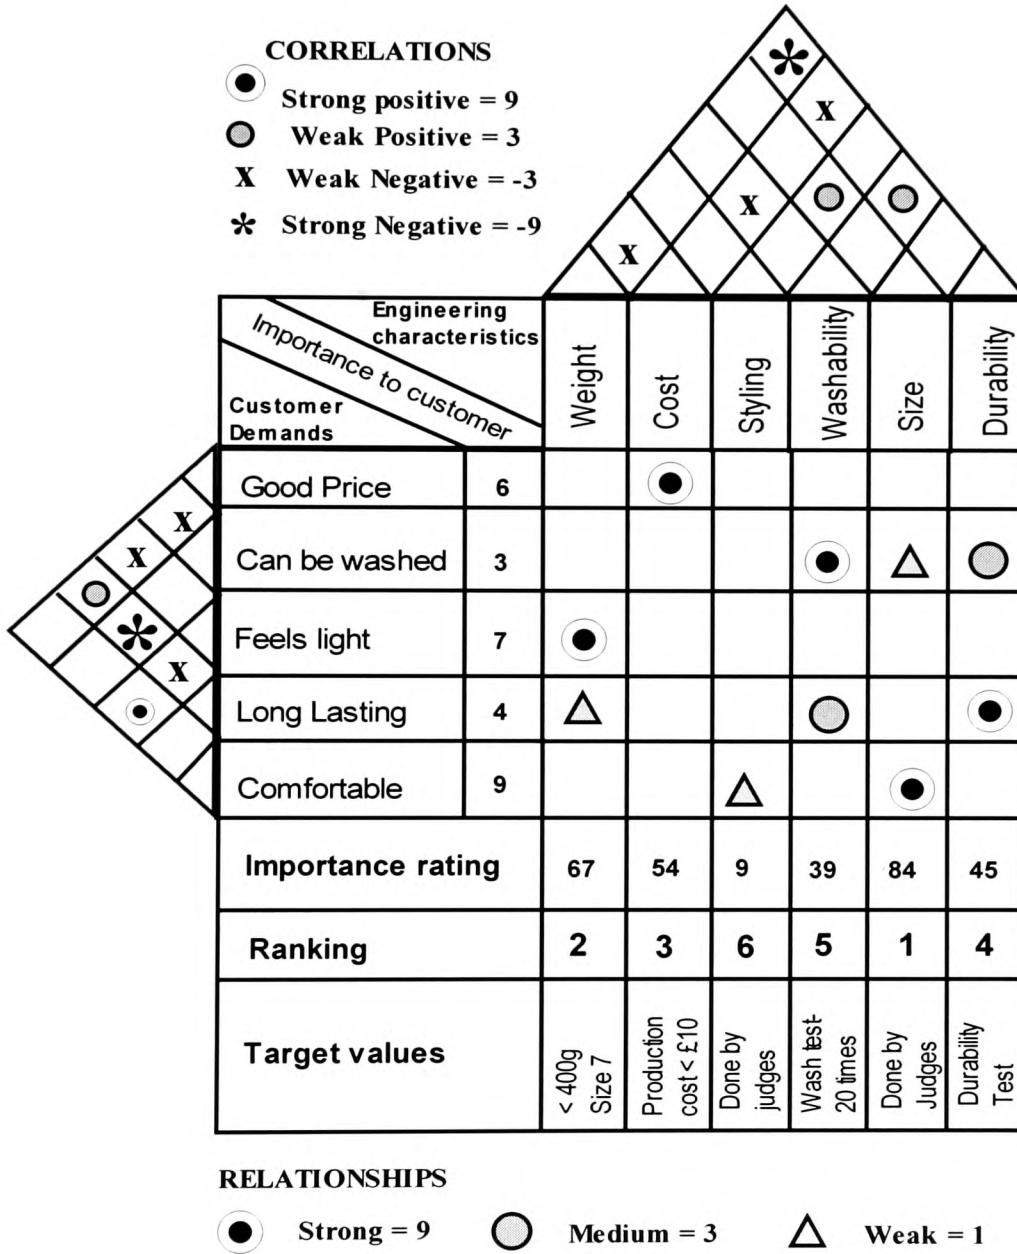 CORRELATIONS
Strong positive = 9
Weak Positive = 3
X Weak Negative = -3
* Strong Negative = -9
*
x
x
x
Engineering
characteristics
Importance to customer
Customer
Demands
Weight
Cost
Styling
Washability
Size
Durability
Good Price 6
x
Can be washed 3
x
Feels light 7
*
x
Long Lasting 4
Comfortable 9
Importance rating 67 54 9 39 84 45
Ranking 2 3 6 5 1 4
Target values
< 400g
Size 7
Production
cost < £10
Done by
judges
Wash test-
20 times
Done by
Judges
Durability
Test
RELATIONSHIPS
Strong = 9 Medium = 3 Weak = 1